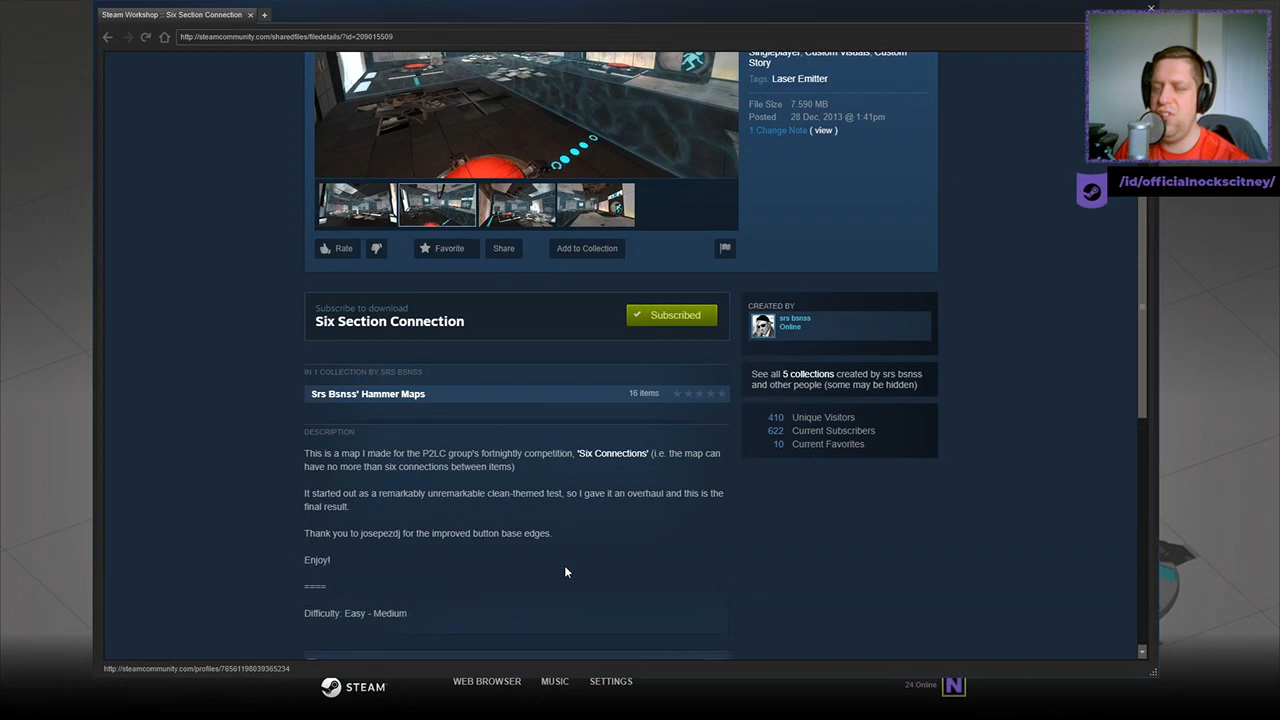 Steam Workshop :: Six Section Connection
http://steamcommunity.com/sharedfiles/filedetails/?id=209015509
Singleplayer, Custom Visuals, Custom
Story
Tags: Laser Emitter
File Size 7.590 MB
Posted 28 Dec, 2013 @ 1:41pm
1 Change Note ( view )
/id/officialnockscitney/
Rate
Favorite
Share
Add to Collection
Subscribe to download
Six Section Connection
Subscribed
CREATED BY
srs bsnss
Online
IN 1 COLLECTION BY SRS BSNSS
Srs Bsnss' Hammer Maps 16 items
See all 5 collections created by srs bsnss
and other people (some may be hidden)
410 Unique Visitors
622 Current Subscribers
10 Current Favorites
DESCRIPTION
This is a map I made for the P2LC group's fortnightly competition, 'Six Connections' (i.e. the map can
have no more than six connections between items)
It started out as a remarkably unremarkable clean-themed test, so I gave it an overhaul and this is the
final result.
Thank you to josepezdj for the improved button base edges.
Enjoy!
====
Difficulty: Easy - Medium
http://steamcommunity.com/profiles/76561198039365234
STEAM
WEB BROWSER
MUSIC
SETTINGS
24 Online
N